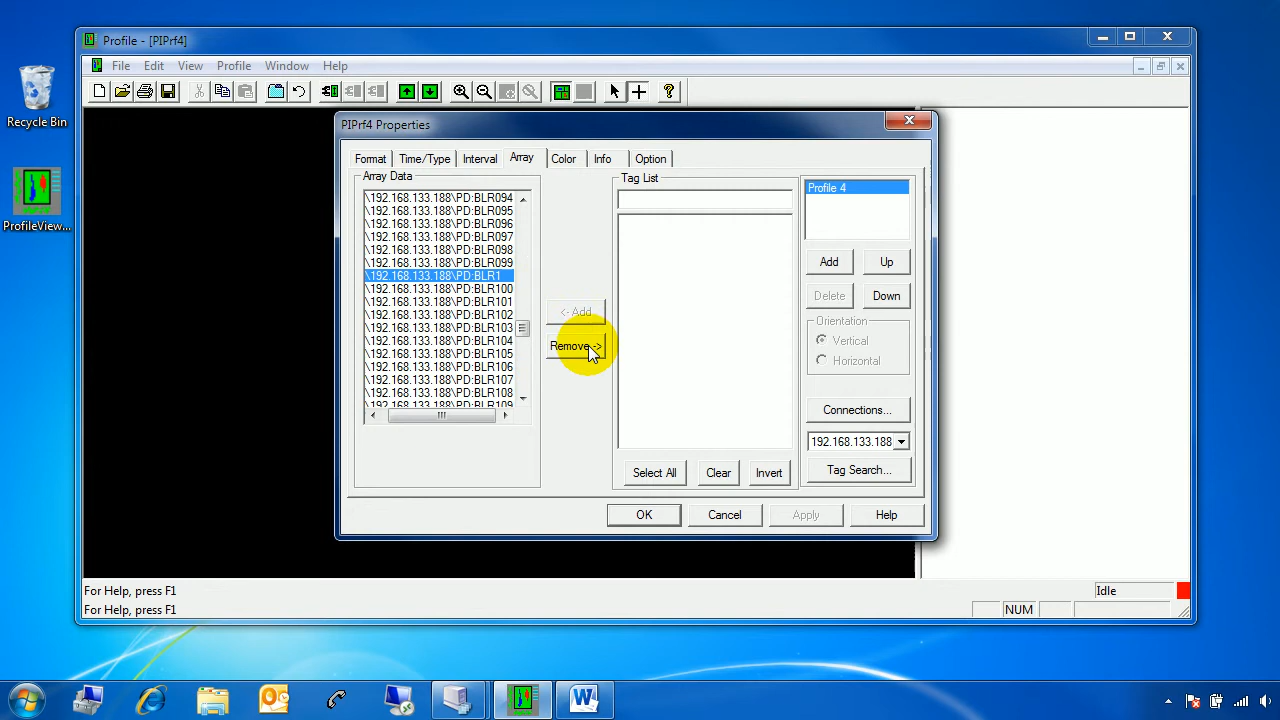 Profile - [PIPrf4]
File Edit View Profile Window Help
Recycle Bin
ProfileView...
PIPrf4 Properties
Format Time/Type Interval Array Color Info Option
Array Data
\192.168.133.188\PD:BLR094
\192.168.133.188\PD:BLR095
\192.168.133.188\PD:BLR096
\192.168.133.188\PD:BLR097
\192.168.133.188\PD:BLR098
\192.168.133.188\PD:BLR099
\192.168.133.188\PD:BLR1
\192.168.133.188\PD:BLR100
\192.168.133.188\PD:BLR101
\192.168.133.188\PD:BLR102
\192.168.133.188\PD:BLR103
\192.168.133.188\PD:BLR104
\192.168.133.188\PD:BLR105
\192.168.133.188\PD:BLR106
\192.168.133.188\PD:BLR107
\192.168.133.188\PD:BLR108
\192.168.133.188\PD:BLR109
<- Add
Remove ->
Tag List
Select All Clear Invert
Profile 4
Add Up
Delete Down
Orientation
Vertical
Horizontal
Connections...
192.168.133.188
Tag Search...
OK Cancel Apply Help
For Help, press F1
Idle
For Help, press F1
NUM